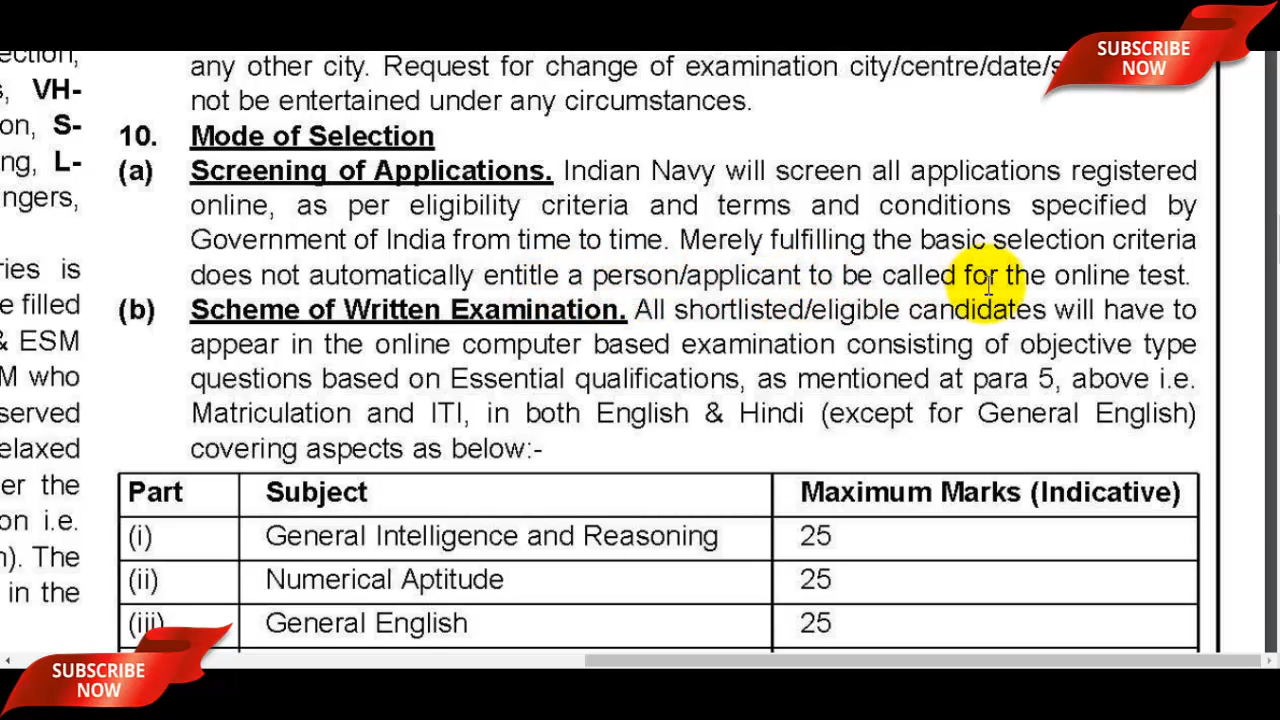 SUBSCRIBE
NOW
ection,
VH-
on, S-
ng, L-
ngers,
ries is
e filled
& ESM
M who
served
elaxed
er the
on i.e.
n). The
in the
any other city. Request for change of examination city/centre/date/s
not be entertained under any circumstances.
10. Mode of Selection
(a) Screening of Applications. Indian Navy will screen all applications registered
online, as per eligibility criteria and terms and conditions specified by
Government of India from time to time. Merely fulfilling the basic selection criteria
does not automatically entitle a person/applicant to be called for the online test.
(b) Scheme of Written Examination. All shortlisted/eligible candidates will have to
appear in the online computer based examination consisting of objective type
questions based on Essential qualifications, as mentioned at para 5, above i.e.
Matriculation and ITI, in both English & Hindi (except for General English)
covering aspects as below:-
Part Subject Maximum Marks (Indicative)
(i) General Intelligence and Reasoning 25
(ii) Numerical Aptitude 25
(iii) General English 25
SUBSCRIBE
NOW